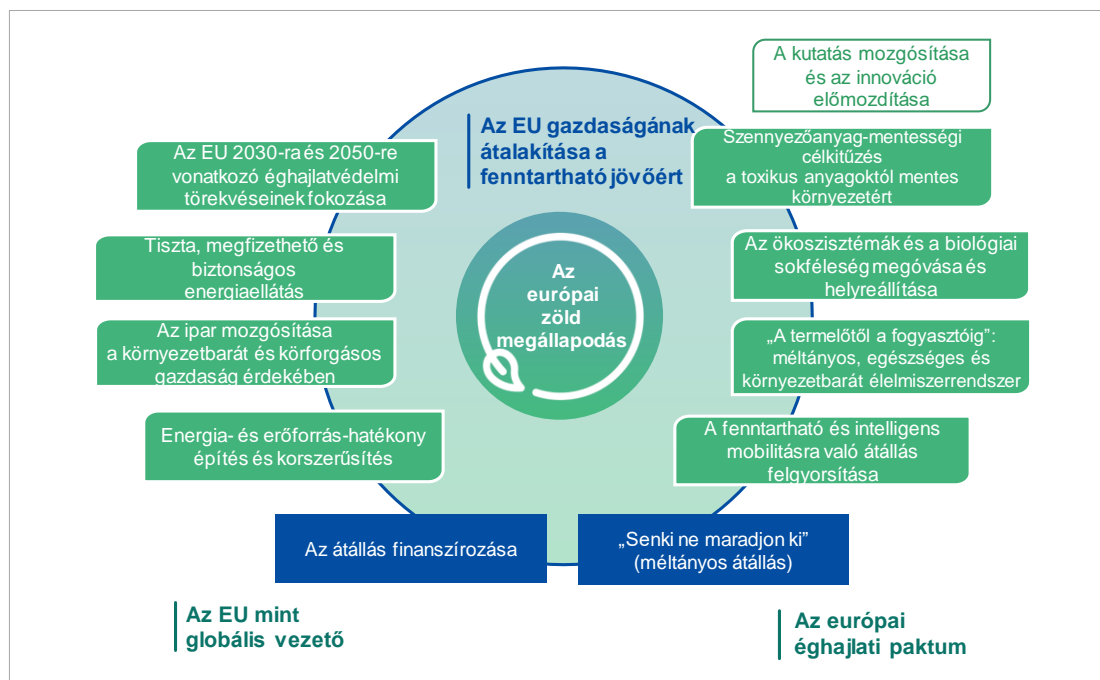 A kutatás mozgósítása
és az innováció
előmozdítása
Az EU gazdaságának
átalakítása a
fenntartható jövőért
Az EU 2030-ra és 2050-re
vonatkozó éghajlatvédelmi
törekvéseinek fokozása
Szennyezőanyag-mentességi
célkitűzés
a toxikus anyagoktól mentes
környezetért
Tiszta, megfizethető és
biztonságos
energiaellátás
Az ökoszisztémák és a biológiai
sokféleség megóvása és
helyreállítása
Az
európai
zöld
megállapodás
Az ipar mozgósítása
a környezetbarát és körforgásos
gazdaság érdekében
„A termelőtől a fogyasztóig”:
méltányos, egészséges és
környezetbarát élelmiszerrendszer
Energia- és erőforrás-hatékony
építés és korszerűsítés
A fenntartható és intelligens
mobilitásra való átállás
felgyorsítása
Az átállás finanszírozása
„Senki ne maradjon ki”
(méltányos átállás)
Az EU mint
globális vezető
Az európai
éghajlati paktum